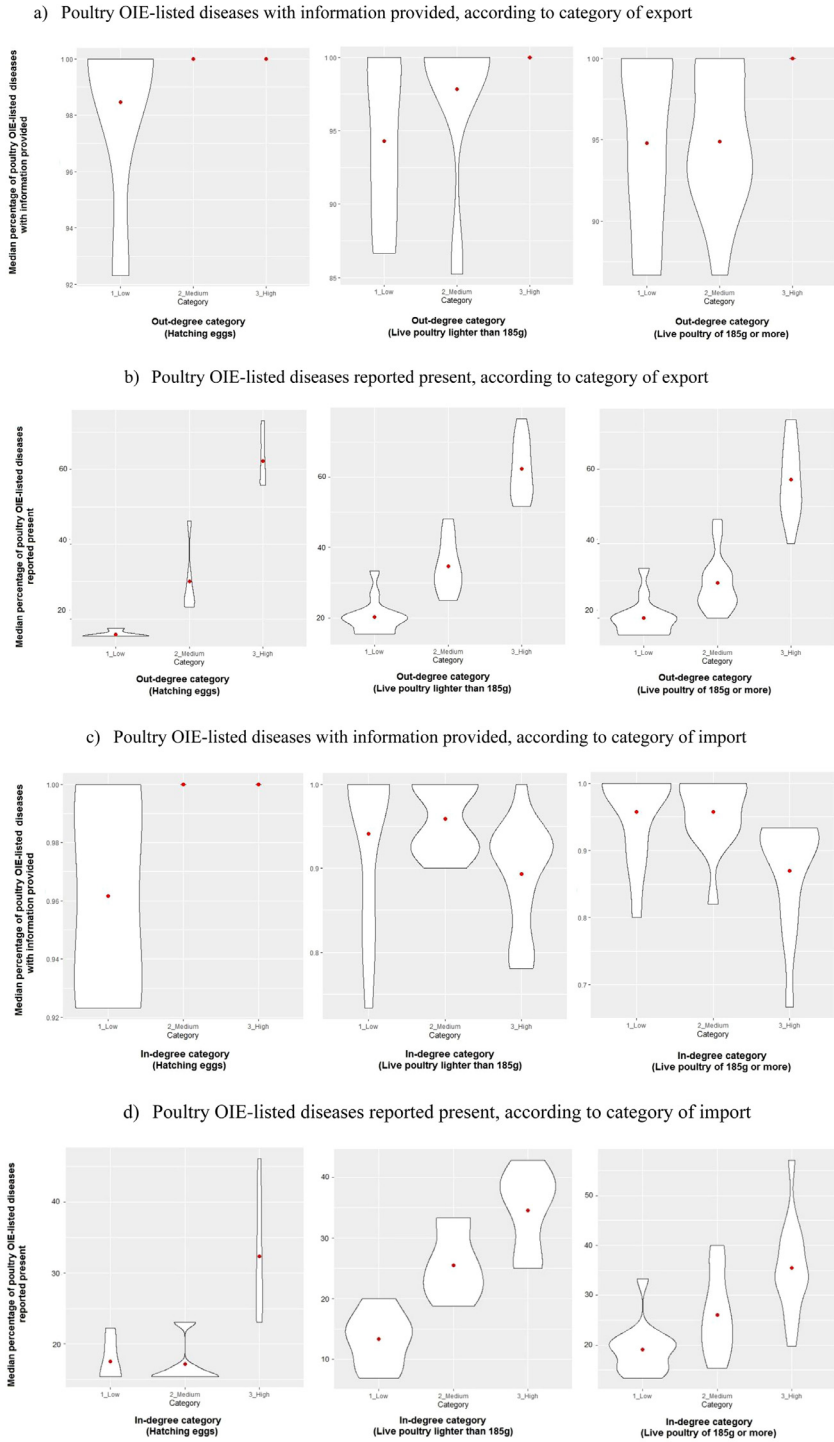 a) Poultry OIE-listed diseases with information provided, according to category of export
Median percentage of poultry OIE-listed diseases
with information provided
1.00
98
96
94
92
1_Low 2_Medium 3_High
Category
Out-degree category
(Hatching eggs)
1.00
95
90
85
1_Low 2_Medium 3_High
Category
Out-degree category
(Live poultry lighter than 185g)
1.00
95
90
1_Low 2_Medium 3_High
Category
Out-degree category
(Live poultry of 185g or more)
b) Poultry OIE-listed diseases reported present, according to category of export
Median percentage of poultry OIE-listed diseases
reported present
60
40
20
1_Low 2_Medium 3_High
Category
Out-degree category
(Hatching eggs)
60
40
20
1_Low 2_Medium 3_High
Category
Out-degree category
(Live poultry lighter than 185g)
60
40
20
1_Low 2_Medium 3_High
Category
Out-degree category
(Live poultry of 185g or more)
c) Poultry OIE-listed diseases with information provided, according to category of import
Median percentage of poultry OIE-listed diseases
with information provided
1.00
0.98
0.96
0.94
0.92
1_Low 2_Medium 3_High
Category
In-degree category
(Hatching eggs)
1.0
0.9
0.8
1_Low 2_Medium 3_High
Category
In-degree category
(Live poultry lighter than 185g)
1.0
0.9
0.8
0.7
1_Low 2_Medium 3_High
Category
In-degree category
(Live poultry of 185g or more)
d) Poultry OIE-listed diseases reported present, according to category of import
Median percentage of poultry OIE-listed diseases
reported present
40
30
20
1_Low 2_Medium 3_High
Category
In-degree category
(Hatching eggs)
40
30
20
10
1_Low 2_Medium 3_High
Category
In-degree category
(Live poultry lighter than 185g)
50
40
30
20
1_Low 2_Medium 3_High
Category
In-degree category
(Live poultry of 185g or more)